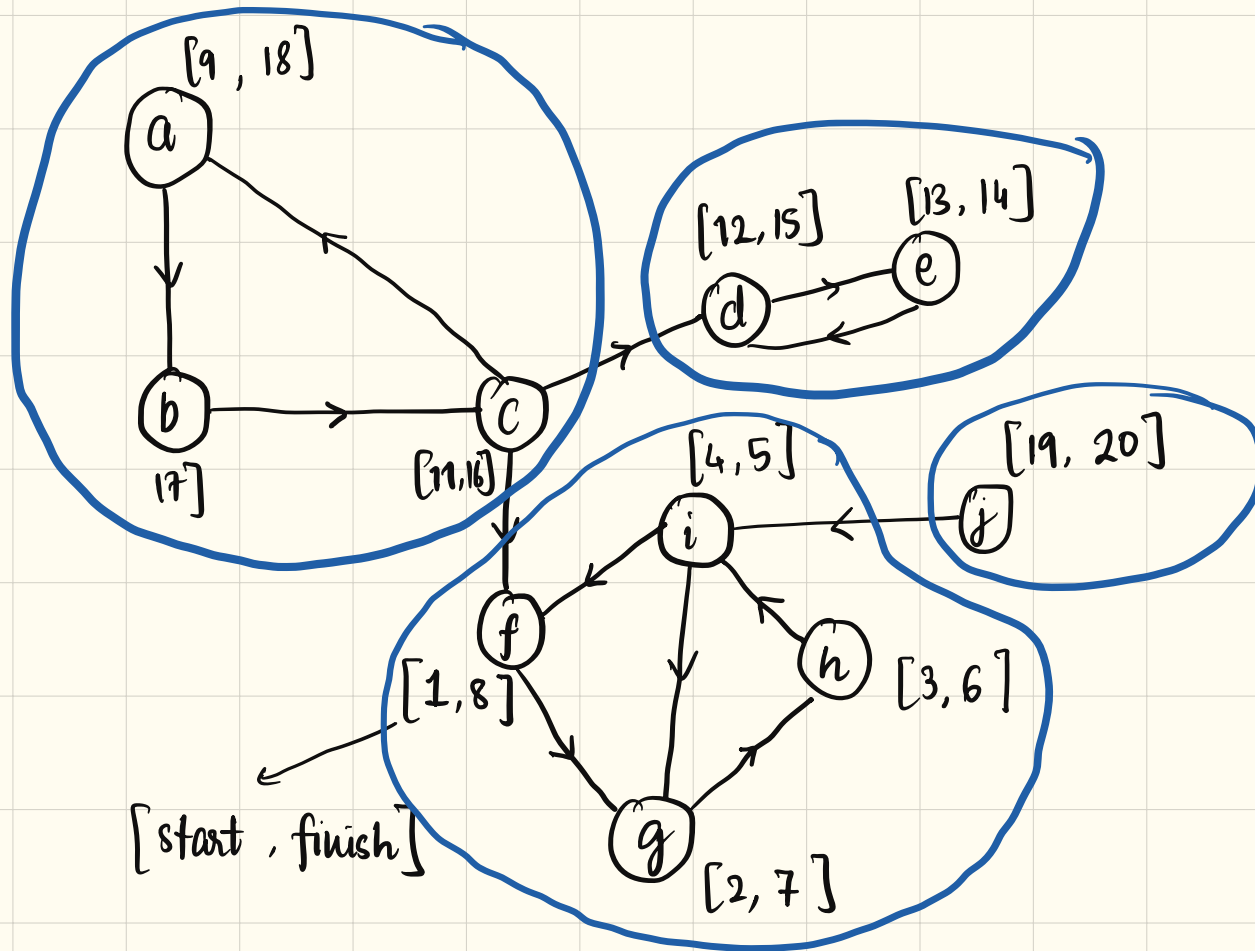 [9, 18]
a
[12, 15]
[13, 14]
d
e
b
17]
c
[11, 16]
[4, 5]
i
[19, 20]
j
f
[1, 8]
h
[3, 6]
[start, finish]
g
[2, 7]